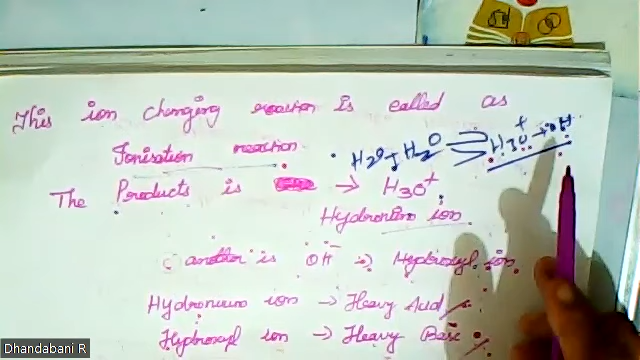 This ion changing reaction is called as
Ionisation reaction
H2O + H2O ⇌ H3O+ + OH
The Products is → H3O+
Hydronium ion
another is OH- ⇒ Hydroxyl ion
Hydronium ion → Heavy Acid
Hydroxyl ion → Heavy Base
Dhandabani R